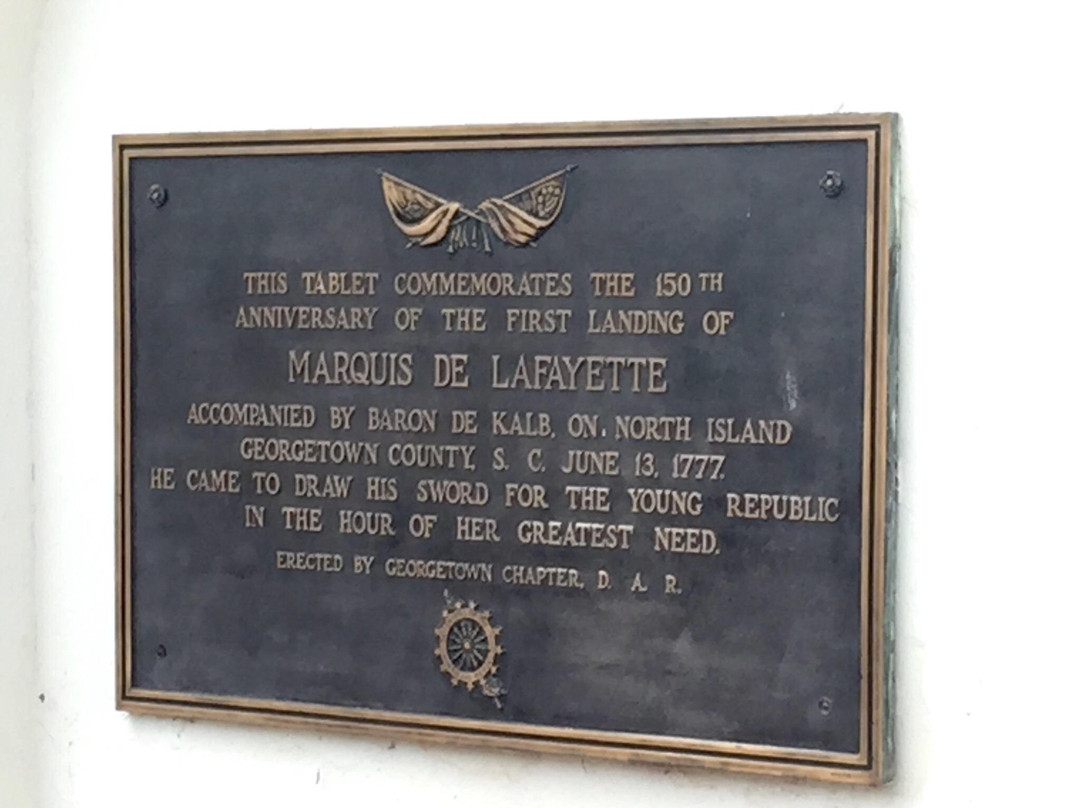 THIS TABLET COMMEMORATES THE 150TH
ANNIVERSARY OF THE FIRST LANDING OF
MARQUIS DE LAFAYETTE
ACCOMPANIED BY BARON DE KALB, ON, NORTH ISLAND
GEORGETOWN COUNTY, S. C. JUNE 13, 1777.
HE CAME TO DRAW HIS SWORD FOR THE YOUNG REPUBLIC
IN THE HOUR OF HER GREATEST NEED.
ERECTED BY GEORGETOWN CHAPTER, D. A. R.